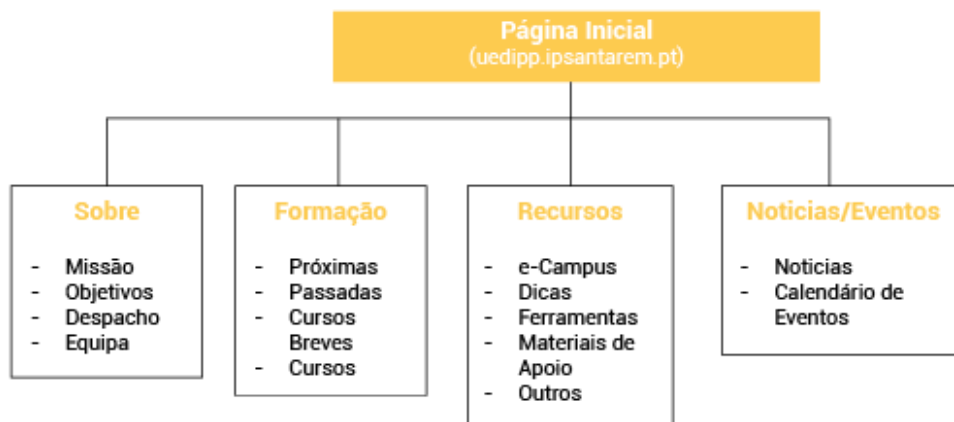 Página Inicial
(uedipp.ipsantarem.pt)
Sobre
- Missão
- Objetivos
- Despacho
- Equipa
Formação
- Próximas
- Passadas
- Cursos
Breves
- Cursos
Recursos
- e-Campus
- Dicas
- Ferramentas
- Materiais de
Apoio
- Outros
Noticias/Eventos
- Noticias
- Calendário de
Eventos